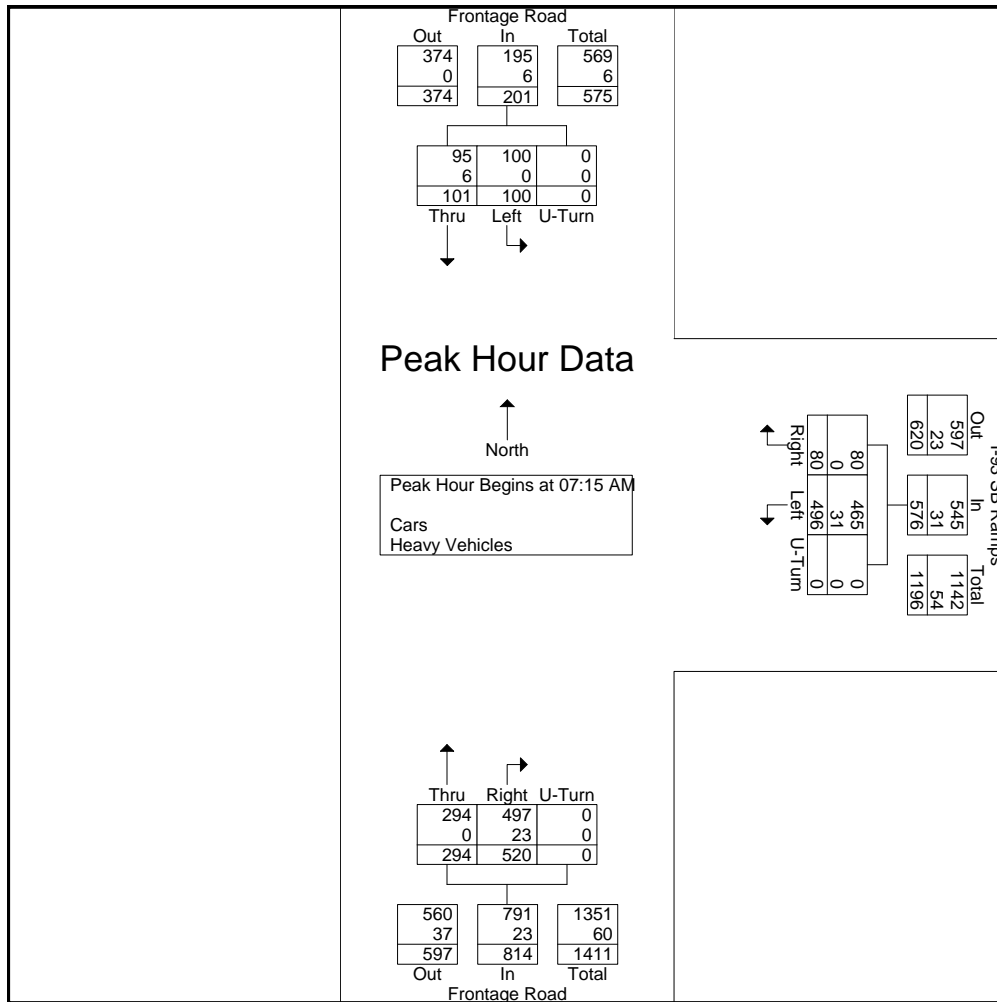 Frontage Road
Out In Total
374 195 569
0 6 6
374 201 575
95 100 0
6 0 0
101 100 0
Thru Left U-Turn
Peak Hour Data
North
Peak Hour Begins at 07:15 AM
Cars
Heavy Vehicles
SB Ramps
Out In Total
597 545 1142
23 31 54
620 576 1196
80 465 0
0 31 0
80 496 0
Right Left U-Turn
Thru Right U-Turn
294 497 0
0 23 0
294 520 0
560 791 1351
37 23 60
597 814 1411
Out In Total
Frontage Road